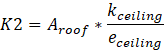 K2 = A_roof * k_ceiling / e_ceiling